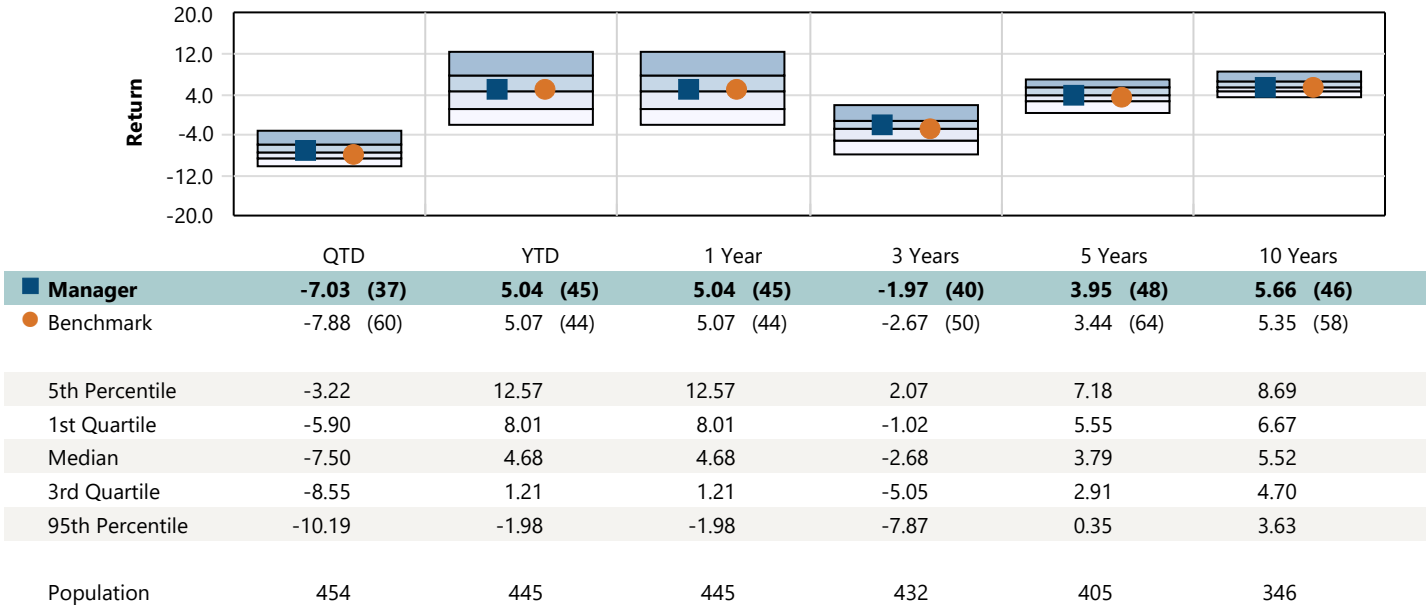 20.0
12.0
4.0
-4.0
-12.0
-20.0
Return
QTD YTD 1 Year 3 Years 5 Years 10 Years
Manager -7.03 (37) 5.04 (45) 5.04 (45) -1.97 (40) 3.95 (48) 5.66 (46)
Benchmark -7.88 (60) 5.07 (44) 5.07 (44) -2.67 (50) 3.44 (64) 5.35 (58)
5th Percentile -3.22 12.57 12.57 2.07 7.18 8.69
1st Quartile -5.90 8.01 8.01 -1.02 5.55 6.67
Median -7.50 4.68 4.68 -2.68 3.79 5.52
3rd Quartile -8.55 1.21 1.21 -5.05 2.91 4.70
95th Percentile -10.19 -1.98 -1.98 -7.87 0.35 3.63
Population 454 445 445 432 405 346